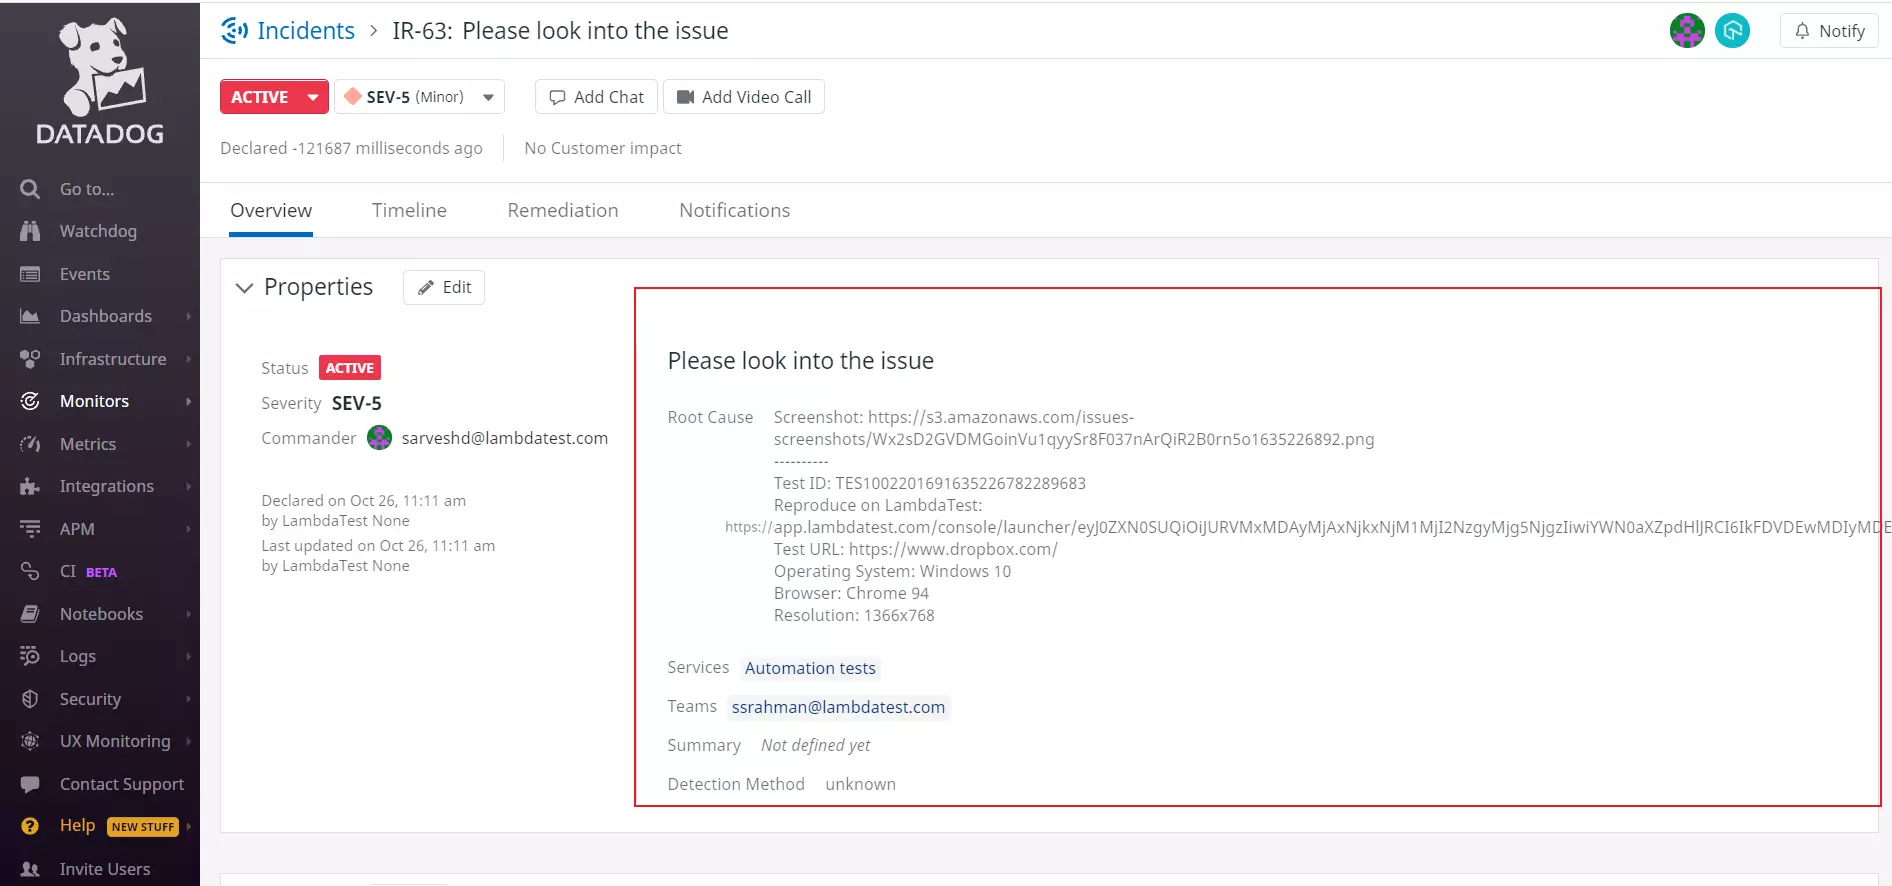 DATADOG
Go to...
Watchdog
Events
Dashboards
Infrastructure
Monitors
Metrics
Integrations
APM
CI BETA
Notebooks
Logs
Security
UX Monitoring
Contact Support
Help NEW STUFF
Invite Users
Incidents > IR-63: Please look into the issue
Notify
ACTIVE SEV-5 (Minor) Add Chat Add Video Call
Declared -121687 milliseconds ago No Customer impact
Overview Timeline Remediation Notifications
Properties Edit
Status ACTIVE
Severity SEV-5
Commander sarveshd@lambdatest.com
Declared on Oct 26, 11:11 am
by LambdaTest None
Last updated on Oct 26, 11:11 am
by LambdaTest None
Please look into the issue
Root Cause Screenshot: https://s3.amazonaws.com/issues-
screenshots/Wx2sD2GVDMGoinVu1qyySr8F037nArQiR2B0rn5o1635226892.png
----------
Test ID: TES1002201691635226782289683
Reproduce on LambdaTest:
https://app.lambdatest.com/console/launcher/eyJ0ZXN0SUQiOiJURVMxMDAyMjAxNjkxNjM1MjI2NzgyMjg5NjgzIiwiYWN0aXZpdHlJRCI6IkFDVDEwMDIyMDE
Test URL: https://www.dropbox.com/
Operating System: Windows 10
Browser: Chrome 94
Resolution: 1366x768
Services Automation tests
Teams ssrahman@lambdatest.com
Summary Not defined yet
Detection Method unknown